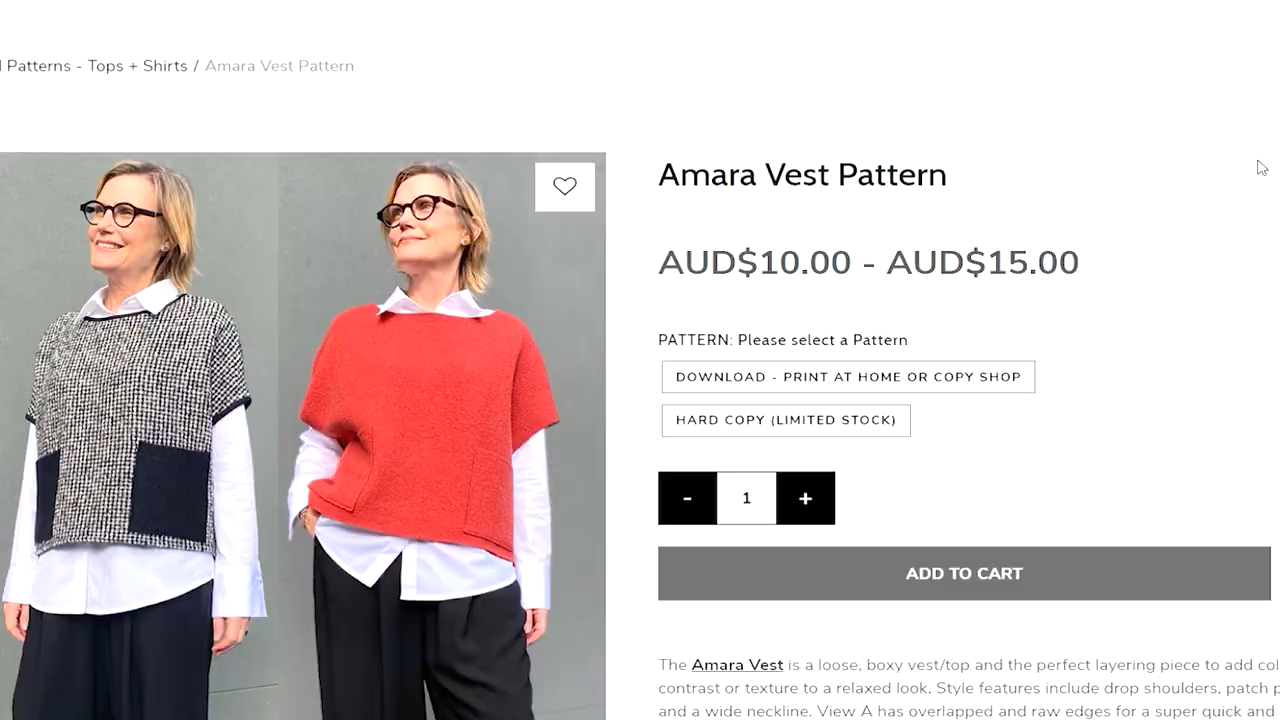 Patterns - Tops + Shirts / Amara Vest Pattern
Amara Vest Pattern
AUD$10.00 - AUD$15.00
PATTERN: Please select a Pattern
DOWNLOAD - PRINT AT HOME OR COPY SHOP
HARD COPY (LIMITED STOCK)
- 1 +
ADD TO CART
The Amara Vest is a loose, boxy vest/top and the perfect layering piece to add
contrast or texture to a relaxed look. Style features include drop shoulders, patch
and a wide neckline. View A has overlapped and raw edges for a super quick and